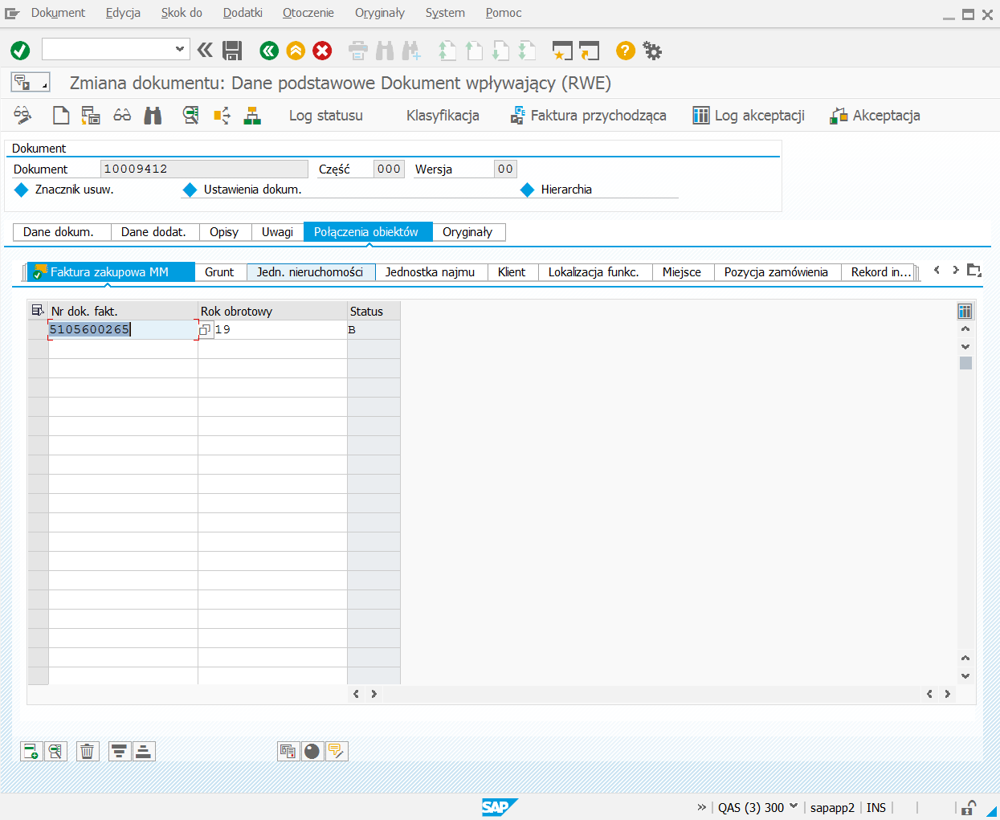 Dokument Edycja Skok do Dodatki Otoczenie Oryginały System Pomoc
Zmiana dokumentu: Dane podstawowe Dokument wpływający (RWE)
Log statusu Klasyfikacja Faktura przychodząca Log akceptacji Akceptacja
Dokument
Dokument 10009412 Część 000 Wersja 00
Znacznik usuw. Ustawienia dokum. Hierarchia
Dane dokum. Dane dodat. Opisy Uwagi Połączenia obiektów Oryginały
Faktura zakupowa MM Grunt Jedn. nieruchomości Jednostka najmu Klient Lokalizacja funkc. Miejsce Pozycja zamówienia Rekord in...
Nr dok. fakt. Rok obrotowy Status
5105600265 19 B
SAP QAS (3) 300 sapapp2 INS